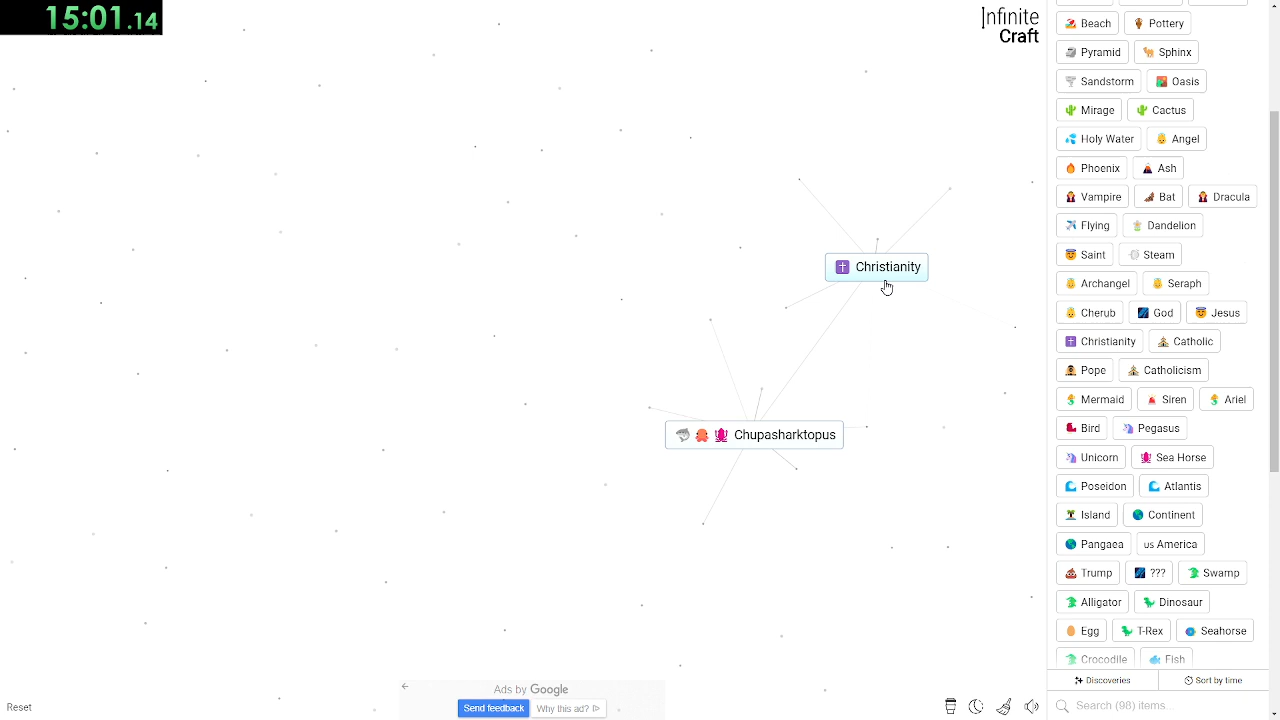 15:01.14
Infinite
Craft
Beach Pottery
Pyramid Sphinx
Sandstorm Oasis
Mirage Cactus
Holy Water Angel
Phoenix Ash
Vampire Bat Dracula
Flying Dandelion
Saint Steam
Archangel Seraph
Cherub God Jesus
Christianity Catholic
Pope Catholicism
Mermaid Siren Ariel
Bird Pegasus
Unicorn Sea Horse
Poseidon Atlantis
Island Continent
Pangaea us America
Trump ??? Swamp
Alligator Dinosaur
Egg T-Rex Seahorse
Crocodile Fish
Christianity
Chupasharktopus
Discoveries Sort by time
Search (98) items...
Ads by Google
Send feedback Why this ad?
Reset